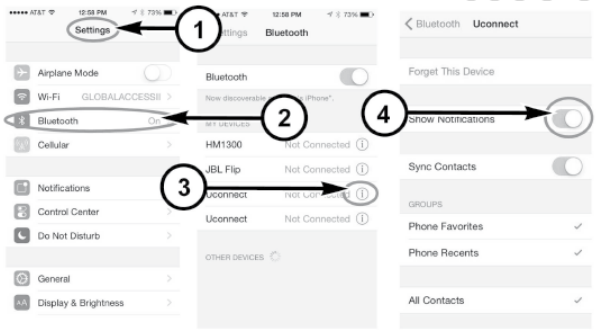 AT&T 12:58 PM 73%
Settings
1
Airplane Mode
Wi-Fi GLOBALACCESSII
Bluetooth On
2
Cellular
Notifications
Control Center
Do Not Disturb
General
AA Display & Brightness
AT&T 12:58 PM 73%
ettings Bluetooth
Bluetooth
Now discoverable iPhone".
MY DEVICES
HM1300 Not Connected
JBL Flip Not Connected
3
Uconnect Not
Uconnect Not Connected
OTHER DEVICES
Bluetooth Uconnect
Forget This Device
4
Show Notifications
Sync Contacts
GROUPS
Phone Favorites
Phone Recents
All Contacts